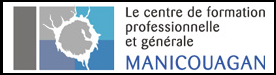 Le centre de formation
professionnelle
et générale
MANICOUAGAN